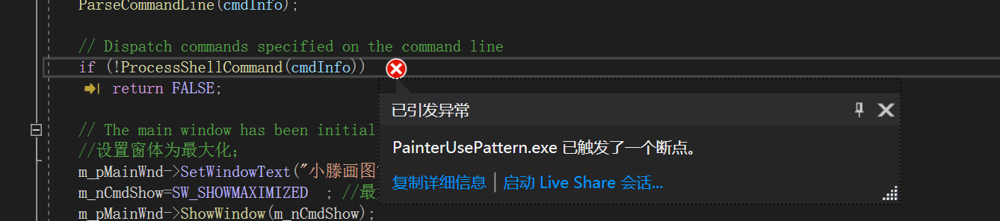 ParseCommandLine(cmdInfo);
// Dispatch commands specified on the command line
if (!ProcessShellCommand(cmdInfo))
return FALSE;
已引发异常
// The main window has been initial
PainterUsePattern.exe 已触发了一个断点。
//设置窗体为最大化;
m_pMainWnd->SetWindowText("小滕画图
复制详细信息 | 启动 Live Share 会话...
m_nCmdShow=SW_SHOWMAXIMIZED ; //最
m_pMainWnd->ShowWindow(m_nCmdShow);